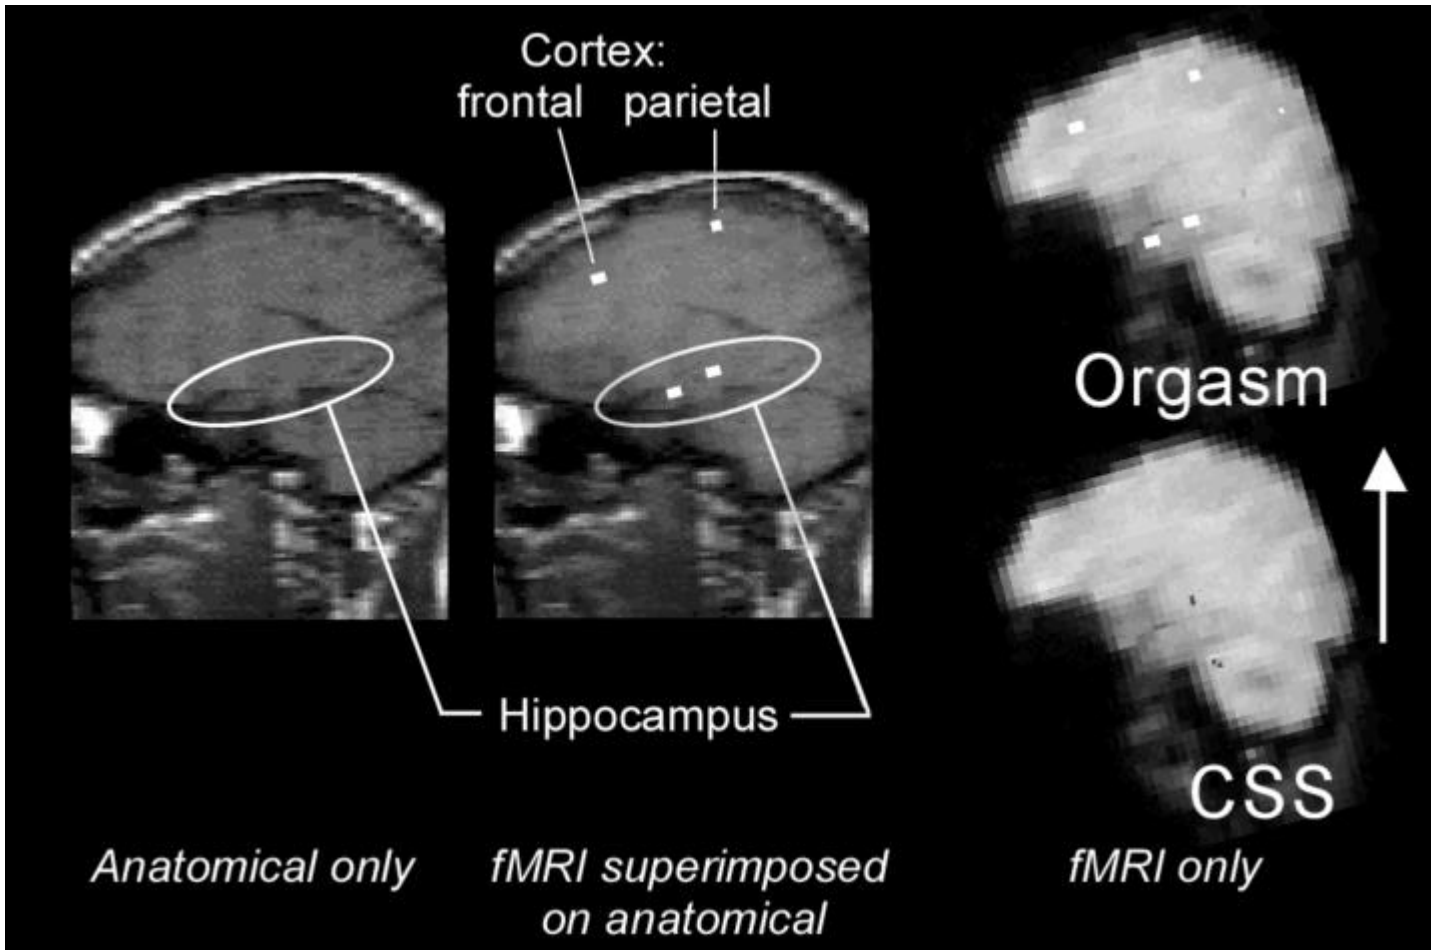 Cortex:
frontal parietal
Orgasm
Hippocampus
CSS
Anatomical only
fMRI superimposed
on anatomical
fMRI only